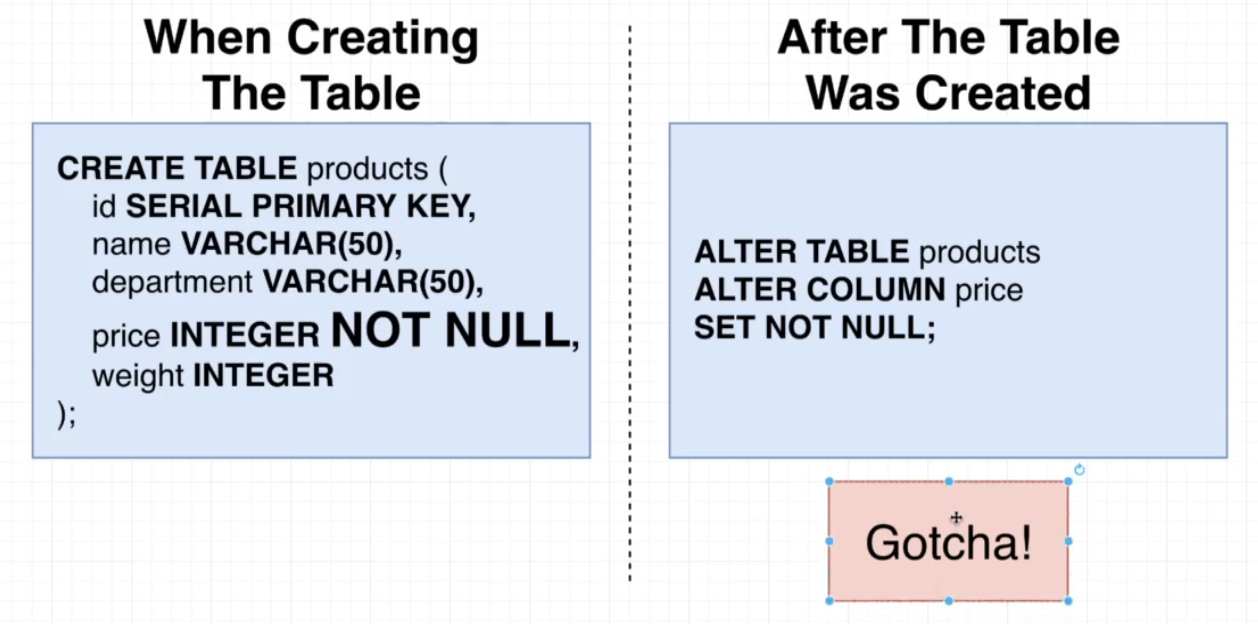 When Creating
The Table
CREATE TABLE products (
id SERIAL PRIMARY KEY,
name VARCHAR(50),
department VARCHAR(50),
price INTEGER NOT NULL,
weight INTEGER
);
After The Table
Was Created
ALTER TABLE products
ALTER COLUMN price
SET NOT NULL;
Gotcha!